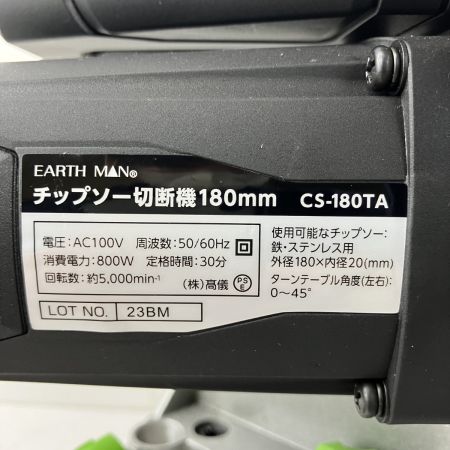 EARTH MAN®
チップソー切断機180mm CS-180TA
電圧:AC100V 周波数:50/60Hz
消費電力:800W 定格時間:30分
回転数:約5,000min⁻¹ (株)髙儀 PSE
使用可能なチップソー:
鉄・ステンレス用
外径180×内径20(mm)
ターンテーブル角度(左右):
0～45°
LOT NO. 23BM